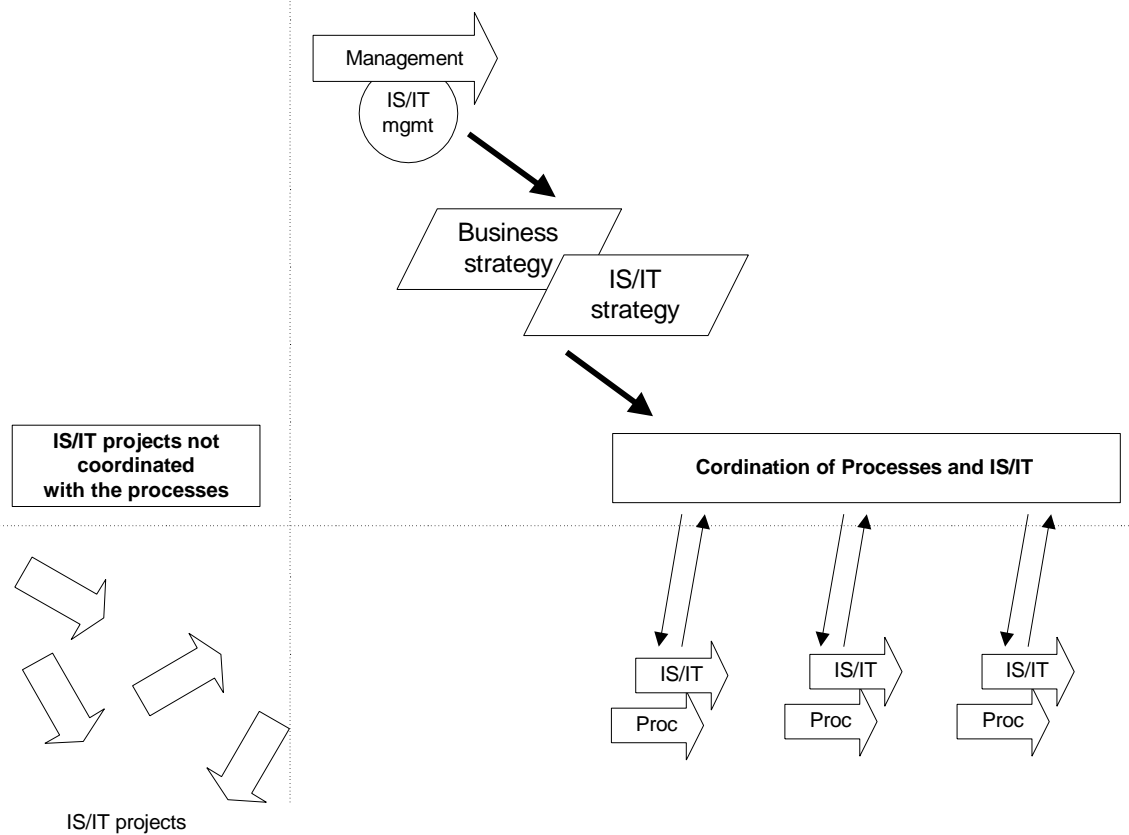 Management
IS/IT
mgmt
Business
strategy
IS/IT
strategy
IS/IT projects not
coordinated
with the processes
Cordination of Processes and IS/IT
IS/IT
IS/IT
IS/IT
Proc
Proc
Proc
IS/IT projects